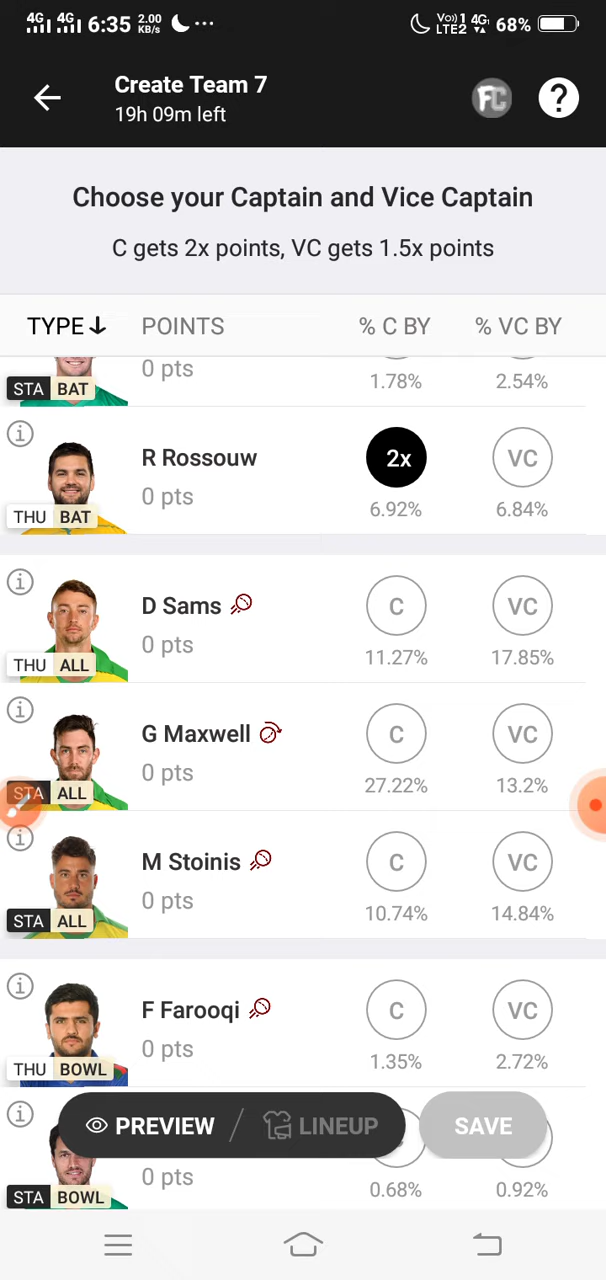 4G 4G 6:35 2.00 KB/s ... Vo)) 1 LTE2 4G 68%
Create Team 7
19h 09m left
FC ?
Choose your Captain and Vice Captain
C gets 2x points, VC gets 1.5x points
TYPE POINTS % C BY % VC BY
0 pts
STA BAT 1.78% 2.54%
R Rossouw 2x VC
0 pts
THU BAT 6.92% 6.84%
D Sams C VC
0 pts
THU ALL 11.27% 17.85%
G Maxwell C VC
0 pts
STA ALL 27.22% 13.2%
M Stoinis C VC
0 pts
STA ALL 10.74% 14.84%
F Farooqi C VC
0 pts
THU BOWL 1.35% 2.72%
PREVIEW / LINEUP SAVE
0 pts
STA BOWL 0.68% 0.92%